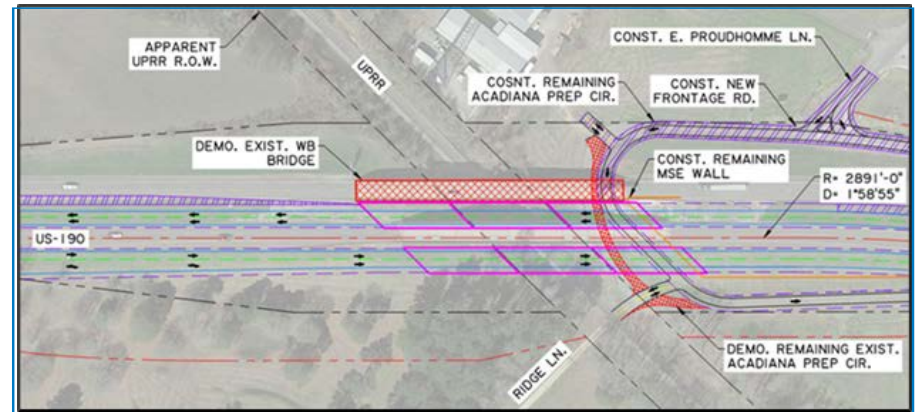 APPARENT
UPRR R.O.W.
UPRR
CONST. E. PROUDHOMME LN.
COSNT. REMAINING
ACADIANA PREP CIR.
CONST. NEW
FRONTAGE RD.
DEMO. EXIST. WB
BRIDGE
CONST. REMAINING
MSE WALL
R= 2891'-0"
D= 1°58'55"
US-190
RIDGE LN.
DEMO. REMAINING EXIST.
ACADIANA PREP CIR.